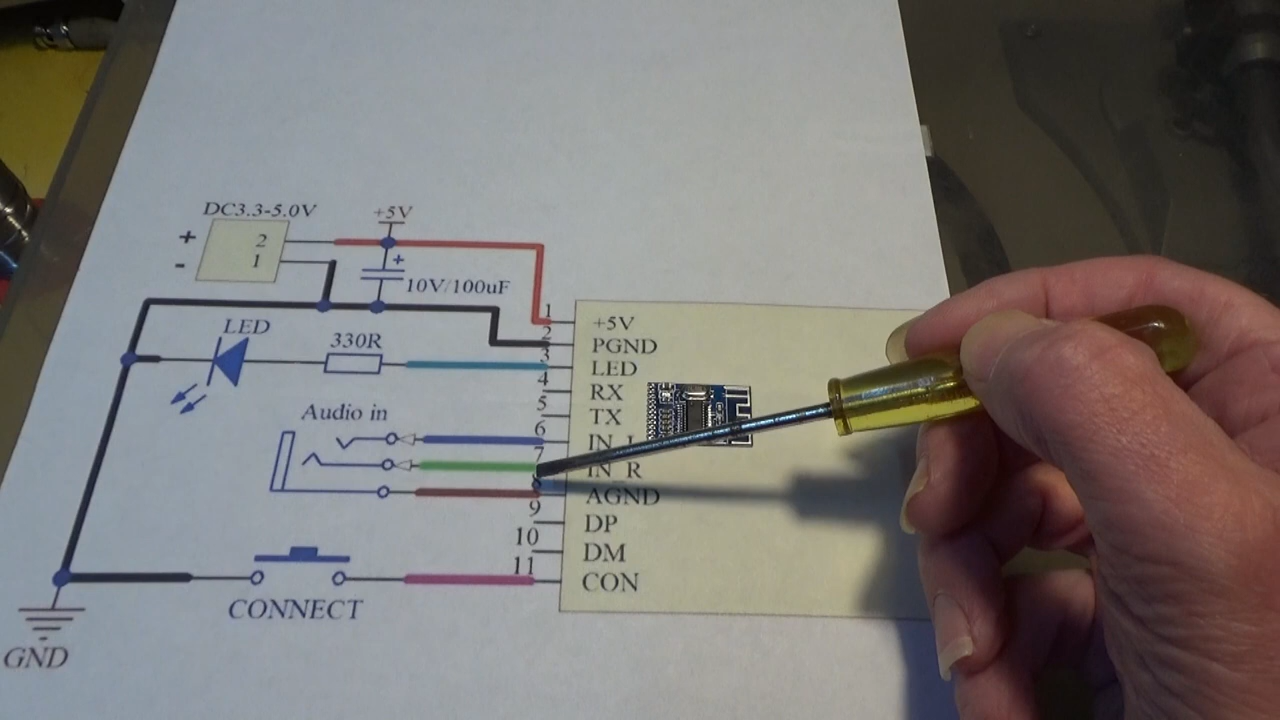 DC3.3-5.0V
+5V
+
2
-
1
+
10V/100uF
LED
330R
Audio in
CONNECT
GND
1
+5V
2
PGND
3
LED
4
RX
5
TX
6
7
IN_R
8
AGND
9
DP
10
DM
11
CON